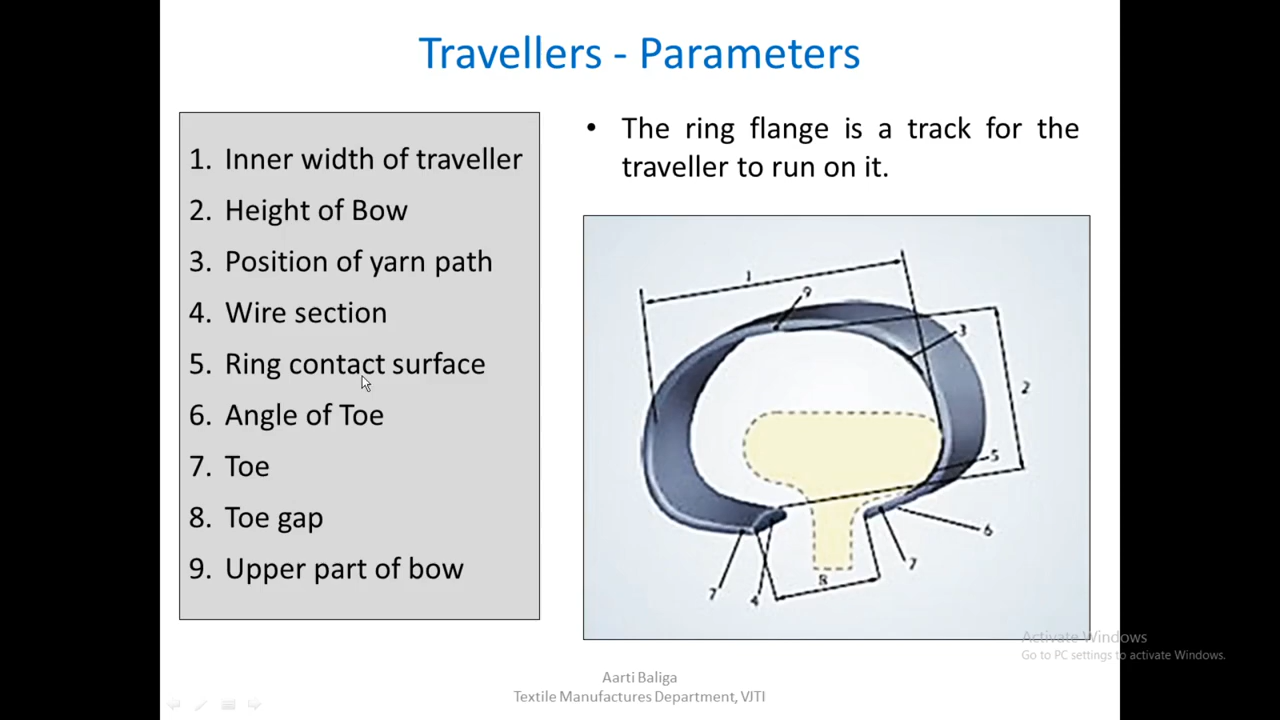 Travellers - Parameters
1. Inner width of traveller
2. Height of Bow
3. Position of yarn path
4. Wire section
5. Ring contact surface
6. Angle of Toe
7. Toe
8. Toe gap
9. Upper part of bow
• The ring flange is a track for the
traveller to run on it.
1
9
3
2
5
6
7
8
7
4
Activate Windows
Go to PC settings to activate Windows.
Aarti Baliga
Textile Manufactures Department, VJTI